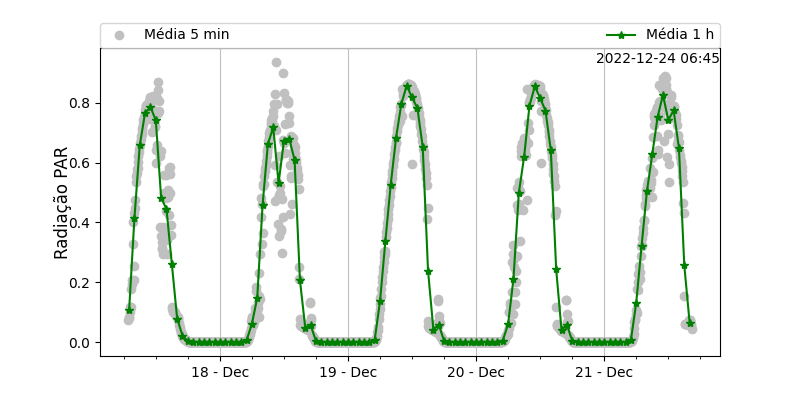 Média 5 min
Média 1 h
2022-12-24 06:45
Radiação PAR
0.8
0.6
0.4
0.2
0.0
18 - Dec
19 - Dec
20 - Dec
21 - Dec